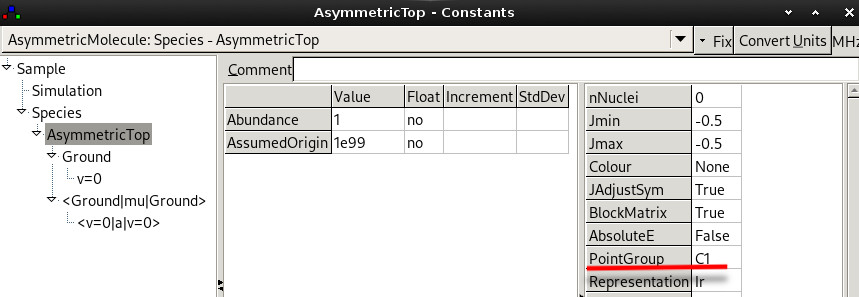 AsymmetricTop - Constants
AsymmetricMolecule: Species - AsymmetricTop
Fix
Convert Units
MHz
Sample
Simulation
Species
AsymmetricTop
Ground
v=0
<Ground|mu|Ground>
<v=0|a|v=0>
Comment
Value Float Increment StdDev
Abundance 1 no
AssumedOrigin 1e99 no
nNuclei 0
Jmin -0.5
Jmax -0.5
Colour None
JAdjustSym True
BlockMatrix True
AbsoluteE False
PointGroup C1
Representation Ir